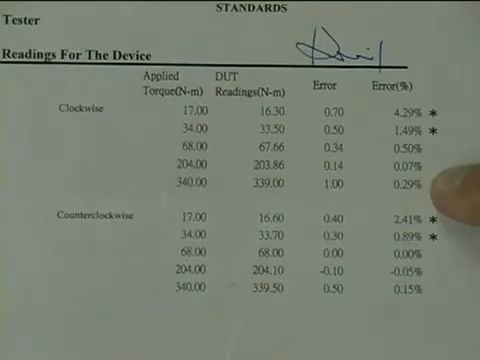 STANDARDS
Tester
Readings For The Device
Applied DUT
Torque(N-m) Readings(N-m) Error Error(%)
Clockwise 17.00 16.30 0.70 4.29% *
34.00 33.50 0.50 1.49% *
68.00 67.66 0.34 0.50%
204.00 203.86 0.14 0.07%
340.00 339.00 1.00 0.29%
Counterclockwise 17.00 16.60 0.40 2.41% *
34.00 33.70 0.30 0.89% *
68.00 68.00 0.00 0.00%
204.00 204.10 -0.10 -0.05%
340.00 339.50 0.50 0.15%